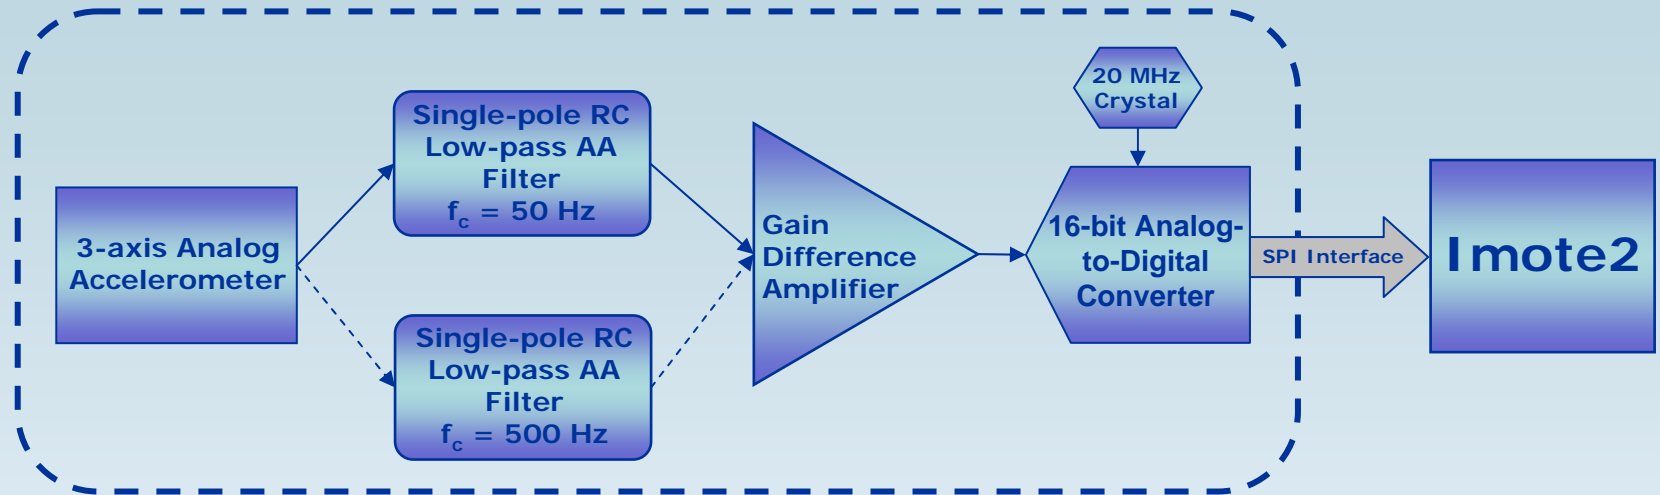 3-axis Analog
Accelerometer
Single-pole RC
Low-pass AA
Filter
fc = 50 Hz
Single-pole RC
Low-pass AA
Filter
fc = 500 Hz
Gain
Difference
Amplifier
20 MHz
Crystal
16-bit Analog-
to-Digital
Converter
SPI Interface
Imote2